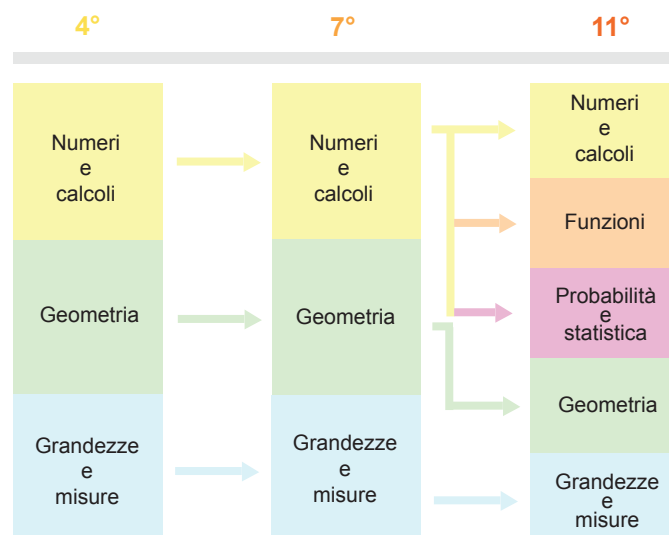 4°
7°
11°
Numeri
e
calcoli
Geometria
Grandezze
e
misure
Numeri
e
calcoli
Geometria
Grandezze
e
misure
Numeri
e
calcoli
Funzioni
Probabilità
e
statistica
Geometria
Grandezze
e
misure